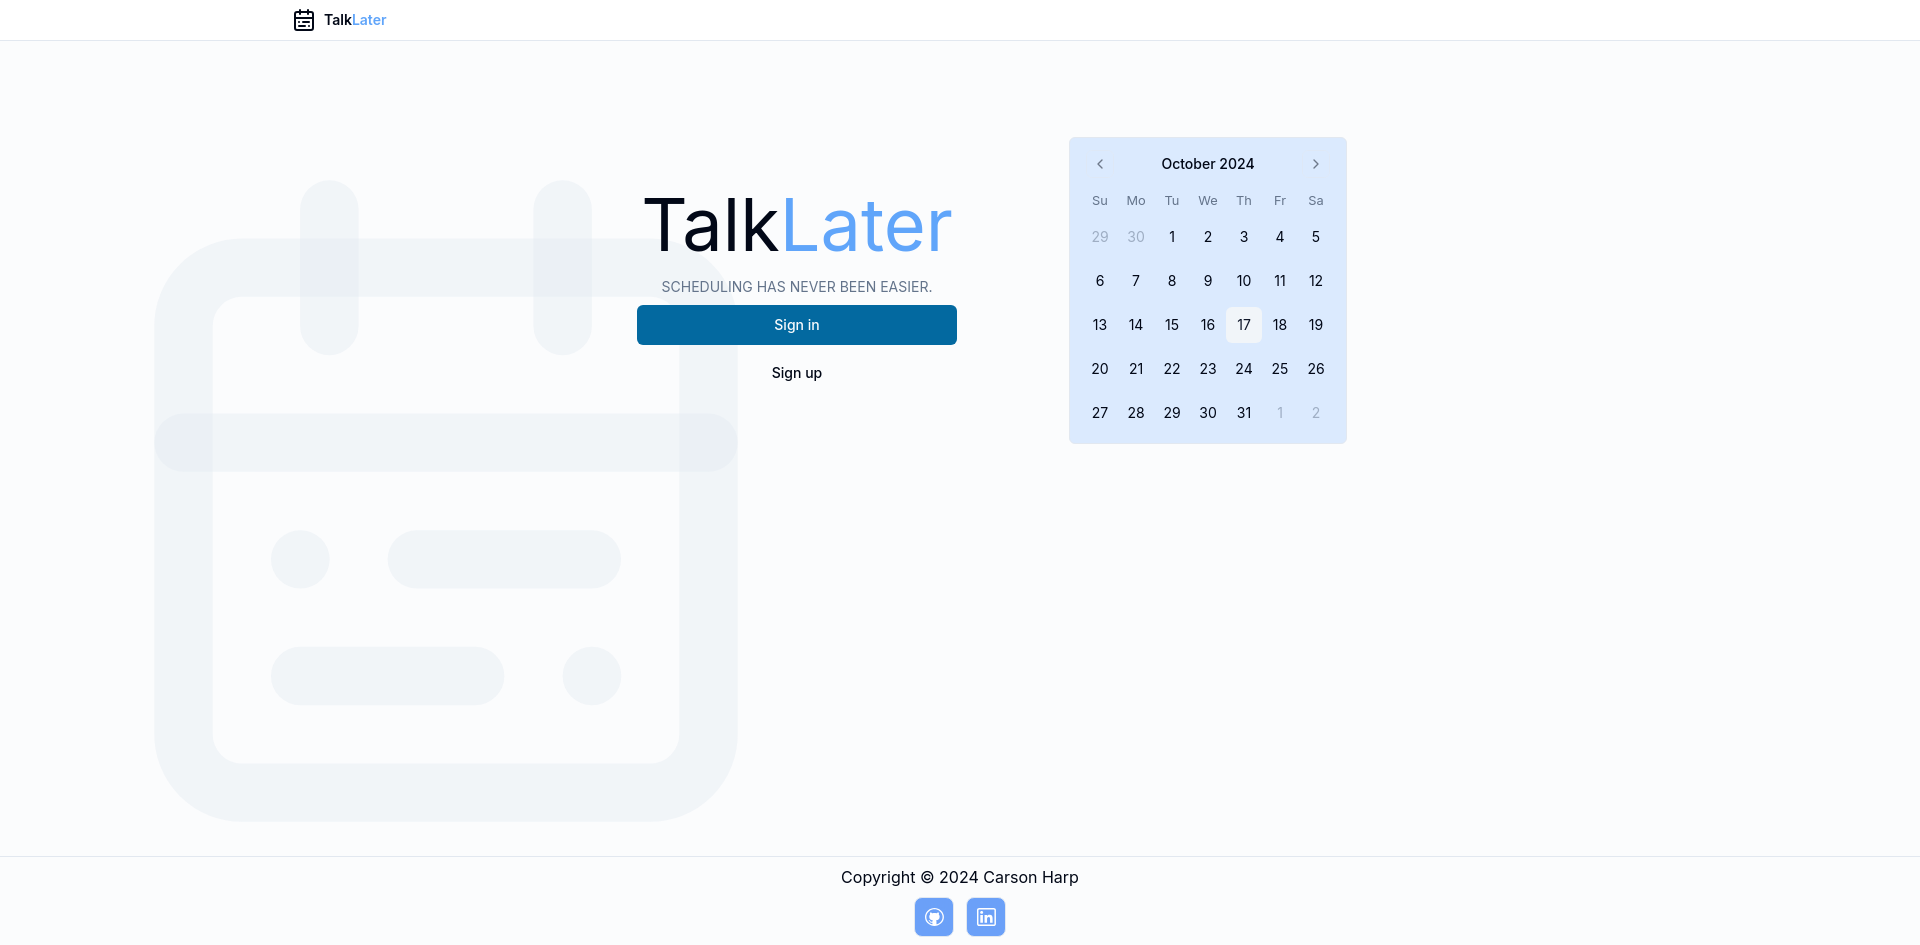 TalkLater
TalkLater
SCHEDULING HAS NEVER BEEN EASIER.
Sign in
Sign up
October 2024
Su Mo Tu We Th Fr Sa
29 30 1 2 3 4 5
6 7 8 9 10 11 12
13 14 15 16 17 18 19
20 21 22 23 24 25 26
27 28 29 30 31 1 2
Copyright © 2024 Carson Harp